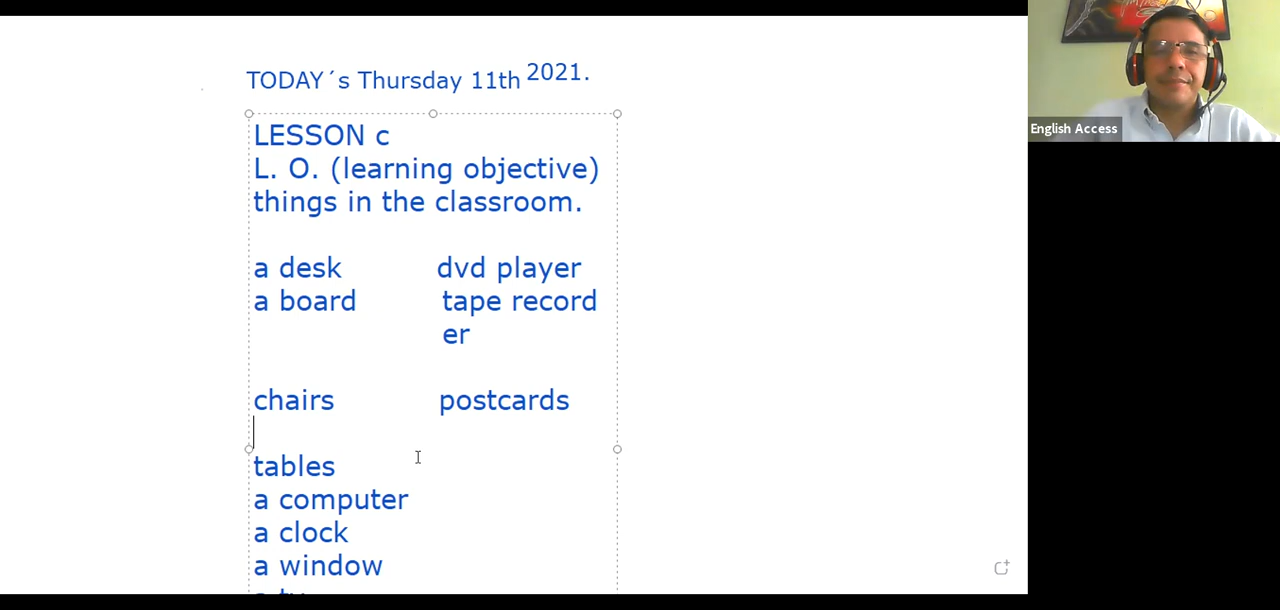 TODAY´s Thursday 11th 2021.
LESSON c
L. O. (learning objective)
things in the classroom.
a desk dvd player
a board tape record
er
chairs postcards
tables
a computer
a clock
a window
English Access